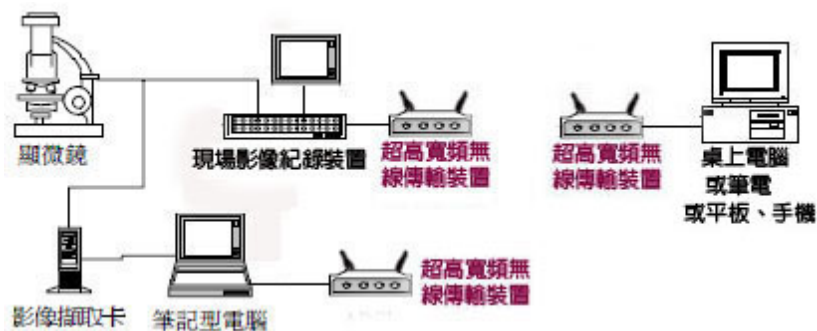 顯微鏡
現場影像紀錄裝置
超高寬頻無
線傳輸裝置
超高寬頻無
線傳輸裝置
桌上電腦
或筆電
或平板、手機
影像擷取卡
筆記型電腦
超高寬頻無
線傳輸裝置